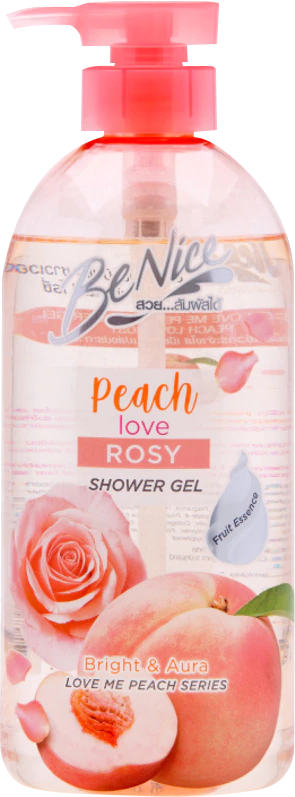 BeNice
สวย...สัมผัสได้
Peach
love
ROSY
SHOWER GEL
Fruit Essence
Bright & Aura
LOVE ME PEACH SERIES